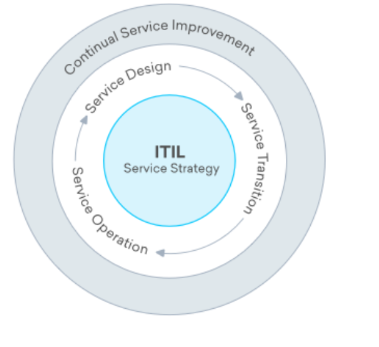 Continual Service Improvement
Service Design
Service Transition
Service Operation
ITIL
Service Strategy